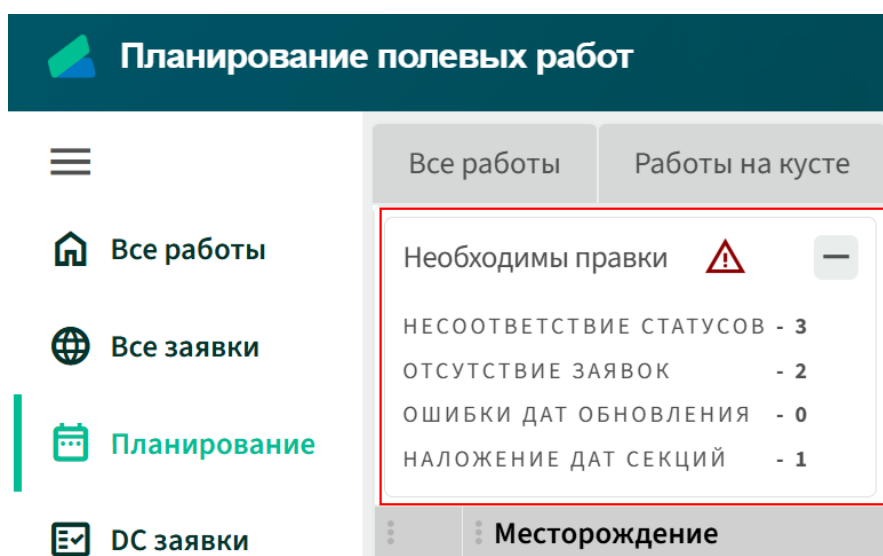 Планирование полевых работ
Все работы
Работы на кусте
Все работы
Необходимы правки
НЕСООТВЕТСТВИЕ СТАТУСОВ - 3
Все заявки
ОТСУТСТВИЕ ЗАЯВОК - 2
ОШИБКИ ДАТ ОБНОВЛЕНИЯ - 0
Планирование
НАЛОЖЕНИЕ ДАТ СЕКЦИЙ - 1
DC заявки
Месторождение